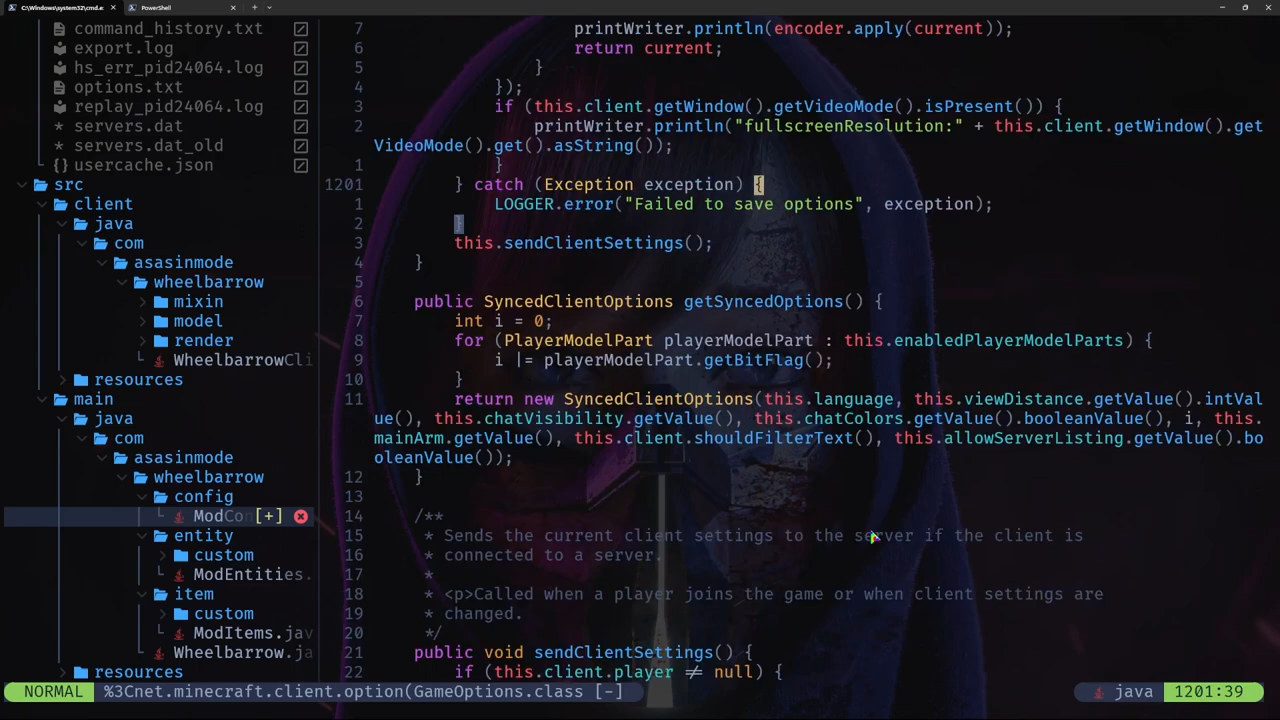 C:\Windows\system32\cmd.e
PowerShell
command_history.txt
export.log
hs_err_pid24064.log
options.txt
replay_pid24064.log
servers.dat
servers.dat_old
usercache.json
src
client
java
com
asasinmode
wheelbarrow
mixin
model
render
WheelbarrowCli
resources
main
java
com
asasinmode
wheelbarrow
config
ModCo [+]
entity
custom
ModEntities.
item
custom
ModItems.jav
Wheelbarrow.ja
resources
7 printWriter.println(encoder.apply(current));
6 return current;
5 }
4 });
3 if (this.client.getWindow().getVideoMode().isPresent()) {
2 printWriter.println("fullscreenResolution:" + this.client.getWindow().get
VideoMode().get().asString());
1 }
1201 } catch (Exception exception) {
1 LOGGER.error("Failed to save options", exception);
2 }
3 this.sendClientSettings();
4 }
5
6 public SyncedClientOptions getSyncedOptions() {
7 int i = 0;
8 for (PlayerModelPart playerModelPart : this.enabledPlayerModelParts) {
9 i |= playerModelPart.getBitFlag();
10 }
11 return new SyncedClientOptions(this.language, this.viewDistance.getValue().intVal
ue(), this.chatVisibility.getValue(), this.chatColors.getValue().booleanValue(), i, this.
mainArm.getValue(), this.client.shouldFilterText(), this.allowServerListing.getValue().bo
oleanValue());
12 }
13
14 /**
15 * Sends the current client settings to the server if the client is
16 * connected to a server.
17 *
18 * <p>Called when a player joins the game or when client settings are
19 * changed.
20 */
21 public void sendClientSettings() {
22 if (this.client.player ≠ null) {
NORMAL %3Cnet.minecraft.client.option(GameOptions.class [-] java 1201:39